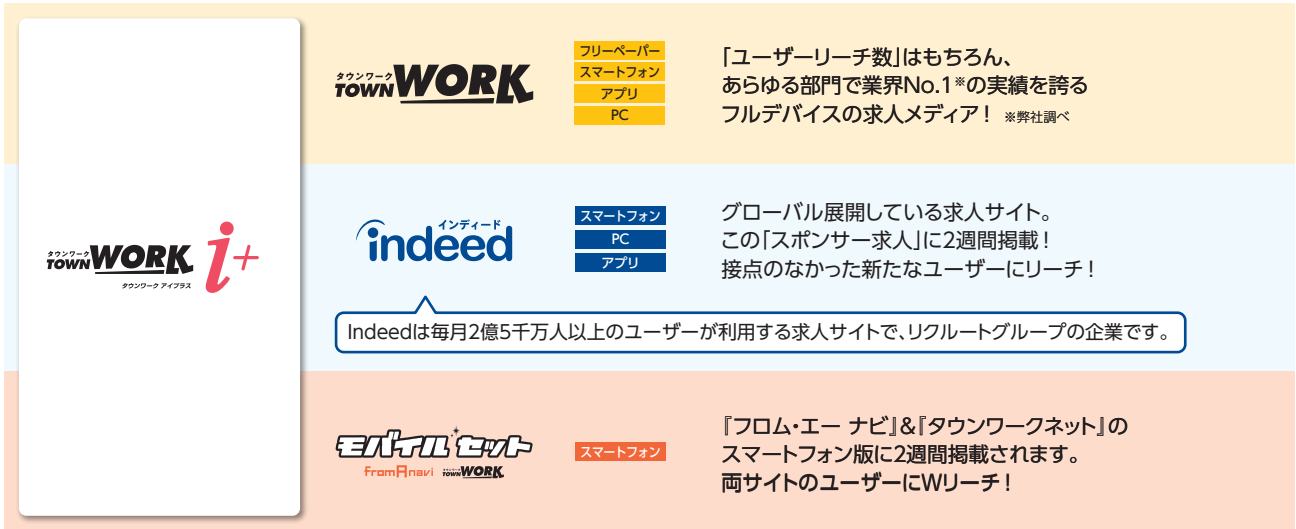 タウンワーク
TOWN WORK
i+
タウンワーク アイプラス
タウンワーク
TOWN WORK
フリーペーパー
スマートフォン
アプリ
PC
「ユーザーリーチ数」はもちろん、
あらゆる部門で業界No.1※の実績を誇る
フルデバイスの求人メディア! ※弊社調べ
インディード
indeed
スマートフォン
PC
アプリ
グローバル展開している求人サイト。
この「スポンサー求人」に2週間掲載!
接点のなかった新たなユーザーにリーチ!
Indeedは毎月2億5千万人以上のユーザーが利用する求人サイトで、リクルートグループの企業です。
モバイルセット
fromAnavi タウンワーク TOWN WORK
スマートフォン
『フロム・エー ナビ』&『タウンワークネット』の
スマートフォン版に2週間掲載されます。
両サイトのユーザーにWリーチ!